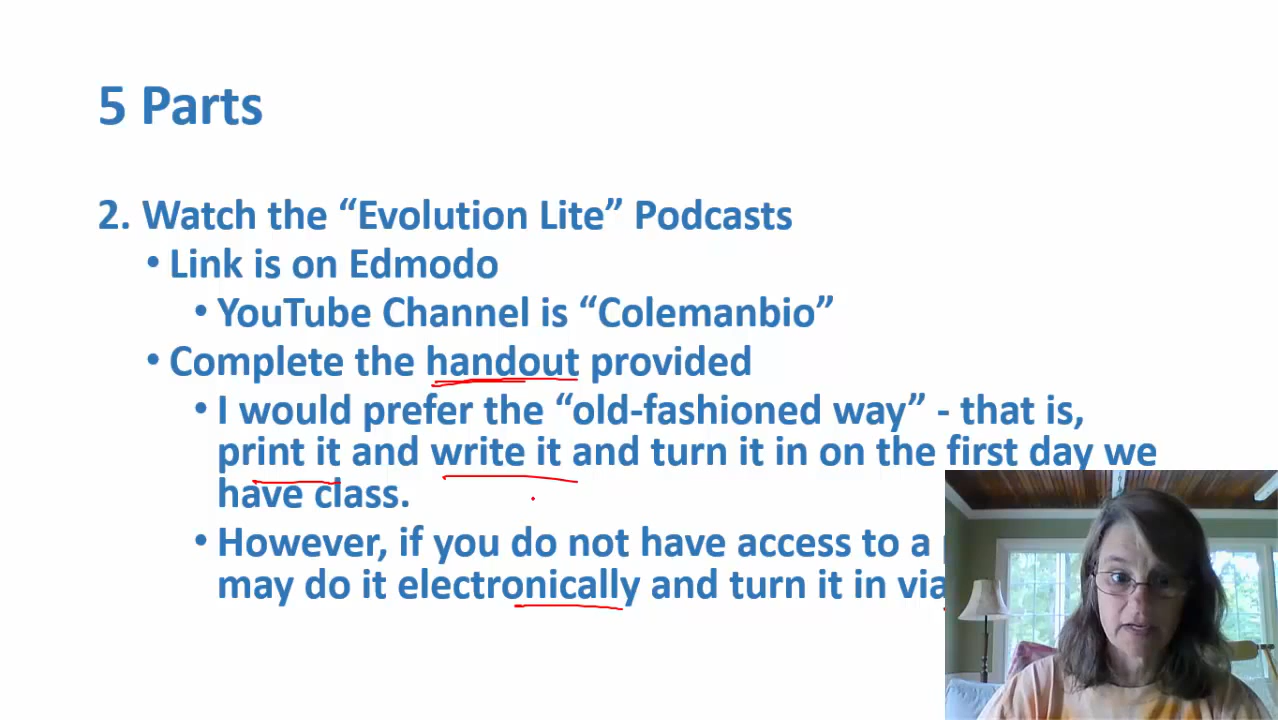 5 Parts
2. Watch the “Evolution Lite” Podcasts
• Link is on Edmodo
• YouTube Channel is “Colemanbio”
• Complete the handout provided
• I would prefer the “old-fashioned way” - that is,
print it and write it and turn it in on the first day we
have class.
• However, if you do not have access to a
may do it electronically and turn it in via